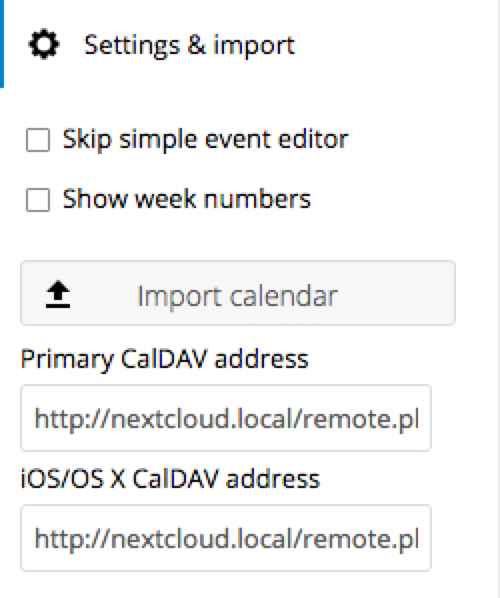 Settings & import
Skip simple event editor
Show week numbers
Import calendar
Primary CalDAV address
http://nextcloud.local/remote.pl
iOS/OS X CalDAV address
http://nextcloud.local/remote.pl